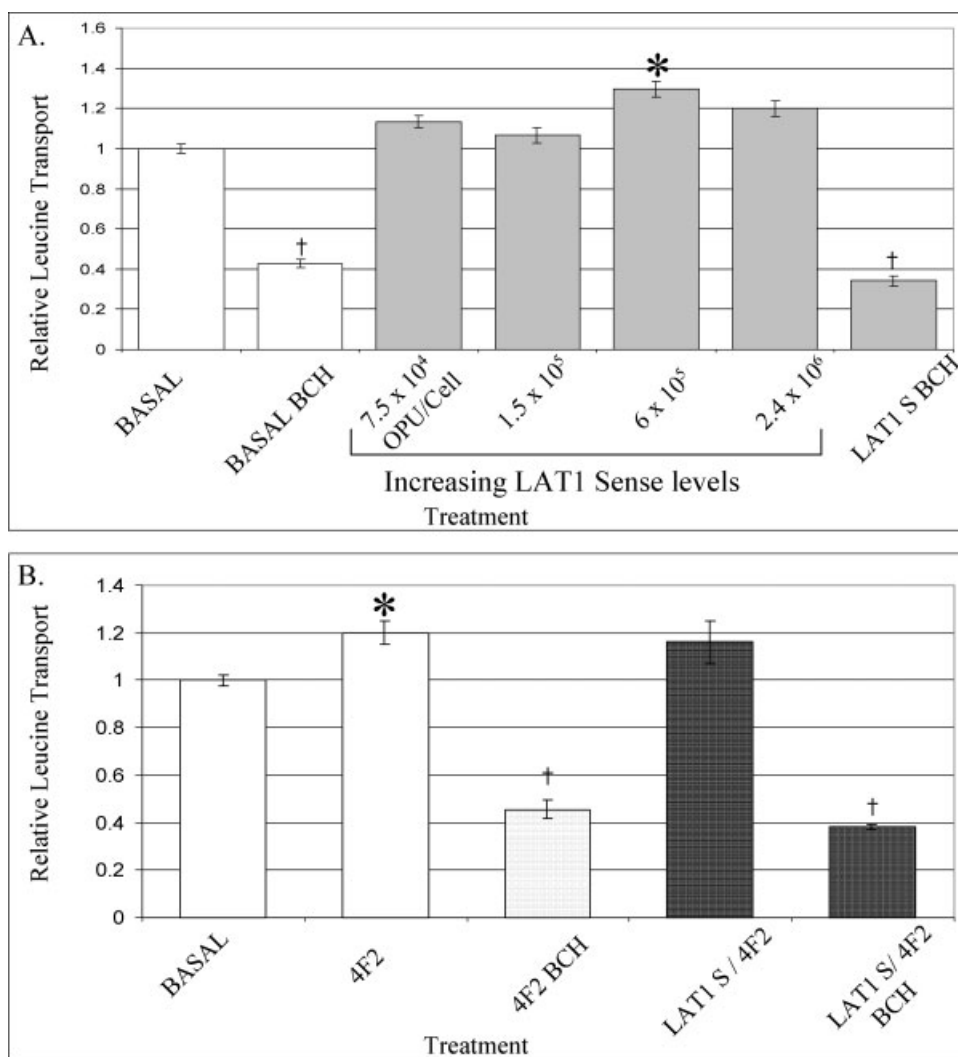 A.
Relative Leucine Transport
1.6
1.4
1.2
1
0.8
0.6
0.4
0.2
0
*
†
†
BASAL
BASAL BCH
7.5 x 10⁴
OPU/Cell
1.5 x 10⁵
6 x 10⁵
2.4 x 10⁶
LAT1 S BCH
Increasing LAT1 Sense levels
Treatment
B.
Relative Leucine Transport
1.4
1.2
1
0.8
0.6
0.4
0.2
0
*
†
†
BASAL
4F2
4F2 BCH
LAT1 S / 4F2
LAT1 S/ 4F2
BCH
Treatment